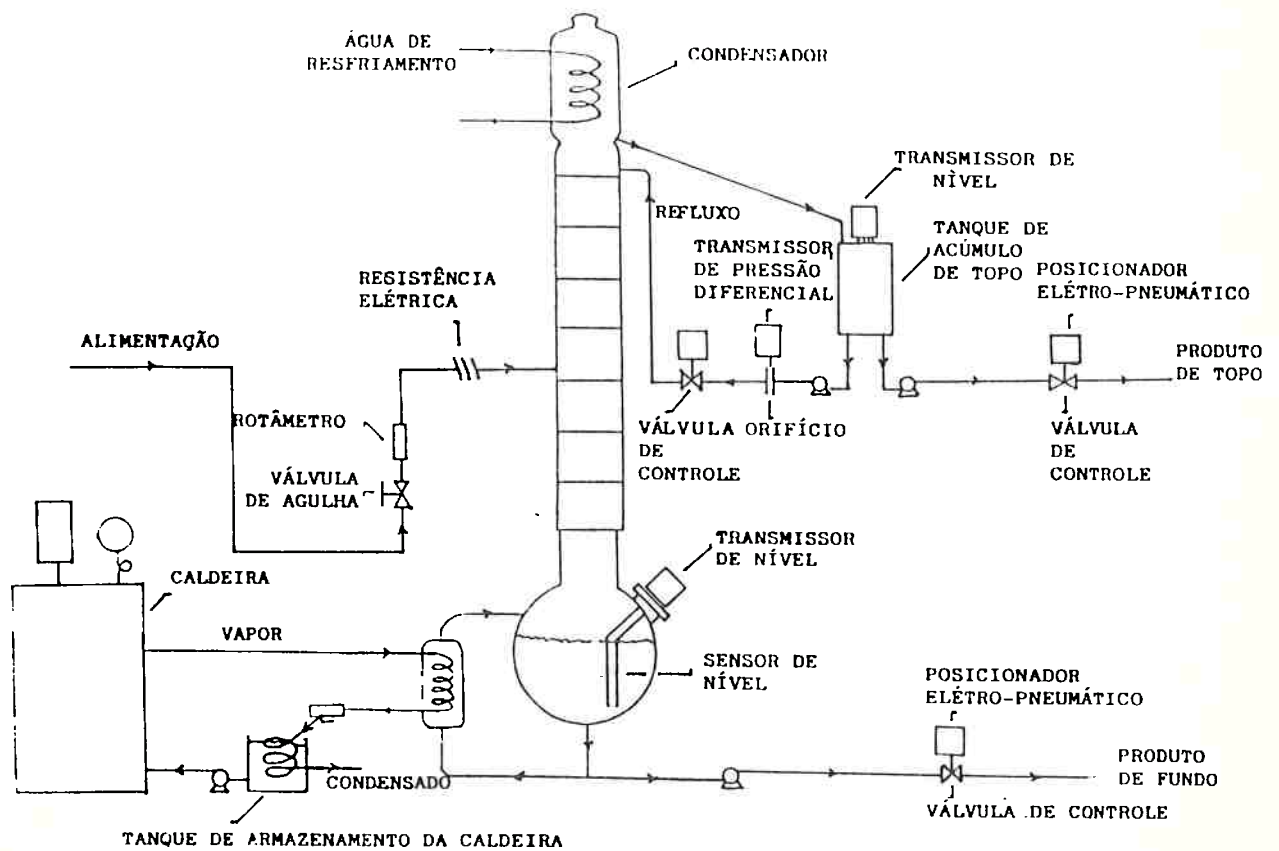 ÁGUA DE
RESFRIAMENTO
CONDENSADOR
TRANSMISSOR DE
NÌVEL
REFLUXO
TRANSMISSOR
DE PRESSÃO
DIFERENCIAL
TANQUE DE
ACÚMULO
DE TOPO
POSICIONADOR
ELÉTRO-PNEUMÁTICO
RESISTÊNCIA
ELÉTRICA
ALIMENTAÇÃO
PRODUTO
DE TOPO
ROTÂMETRO
VÁLVULA
DE
CONTROLE
ORIFÍCIO
VÁLVULA
DE
CONTROLE
VÁLVULA
DE AGULHA
TRANSMISSOR
DE NÍVEL
CALDEIRA
VAPOR
SENSOR DE
NÍVEL
POSICIONADOR
ELÉTRO-PNEUMÁTICO
CONDENSADO
PRODUTO
DE FUNDO
VÁLVULA DE CONTROLE
TANQUE DE ARMAZENAMENTO DA CALDEIRA